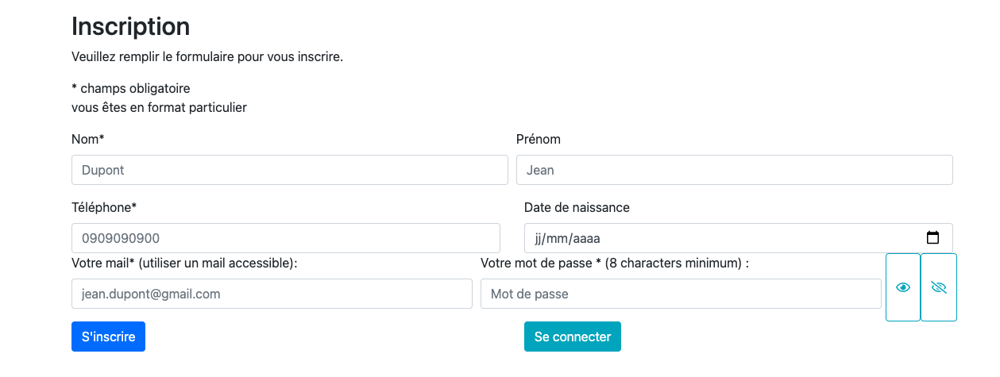 Inscription
Veuillez remplir le formulaire pour vous inscrire.
* champs obligatoire
vous êtes en format particulier
Nom* Prénom
Dupont Jean
Téléphone* Date de naissance
0909090900 jj/mm/aaaa
Votre mail* (utiliser un mail accessible): Votre mot de passe * (8 characters minimum) :
jean.dupont@gmail.com Mot de passe
S'inscrire Se connecter